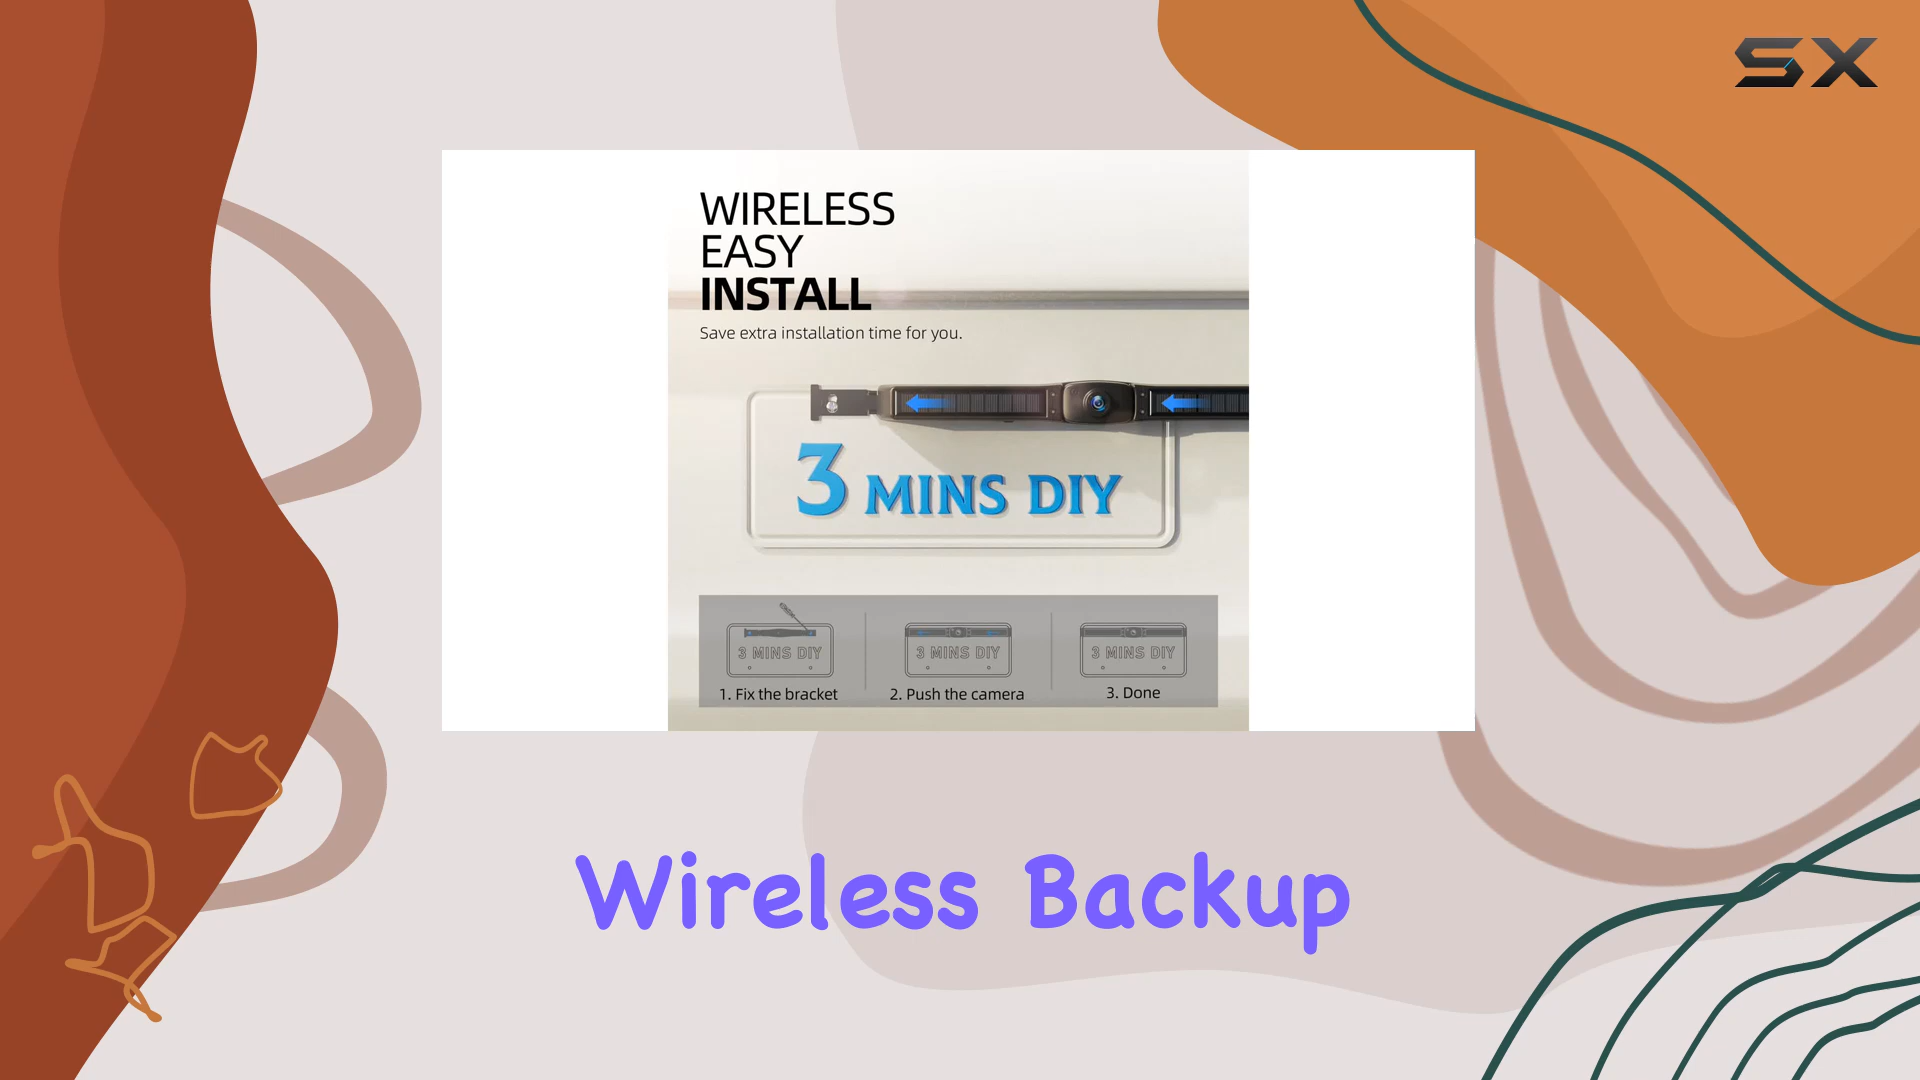 SX
WIRELESS
EASY
INSTALL
Save extra installation time for you.
3 MINS DIY
3 MINS DIY
3 MINS DIY
3 MINS DIY
1. Fix the bracket
2. Push the camera
3. Done
Wireless Backup